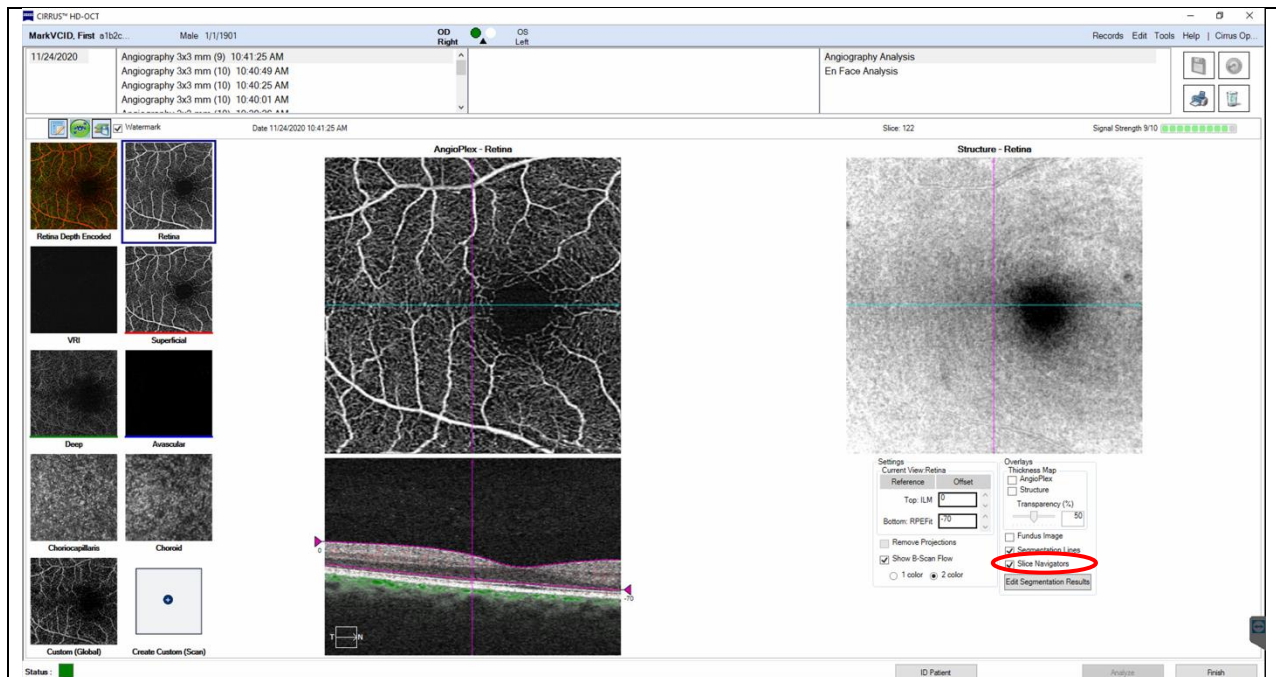 CIRRUS™ HD-OCT
MarkVCID, First a1b2c... Male 1/1/1901 OD Right OS Left Records Edit Tools Help | Cirrus Op...
11/24/2020
Angiography 3x3 mm (9) 10:41:25 AM
Angiography 3x3 mm (10) 10:40:49 AM
Angiography 3x3 mm (10) 10:40:25 AM
Angiography 3x3 mm (10) 10:40:01 AM
Angiography Analysis
En Face Analysis
Watermark Date 11/24/2020 10:41:25 AM Slice: 122 Signal Strength 9/10
AngioPlex - Retina
Structure - Retina
Retina Depth Encoded
Retina
VRI
Superficial
Deep
Avascular
Choriocapillaris
Choroid
Custom (Global)
Create Custom (Scan)
0
-70
T N
Settings
Current View:Retina
Reference Offset
Top: ILM 0
Bottom: RPEFit -70
Remove Projections
Show B-Scan Flow
1 color 2 color
Overlays
Thickness Map
AngioPlex
Structure
Transparency (%)
50
Fundus Image
Segmentation Lines
Slice Navigators
Edit Segmentation Results
Status :
ID Patient
Analyze
Finish